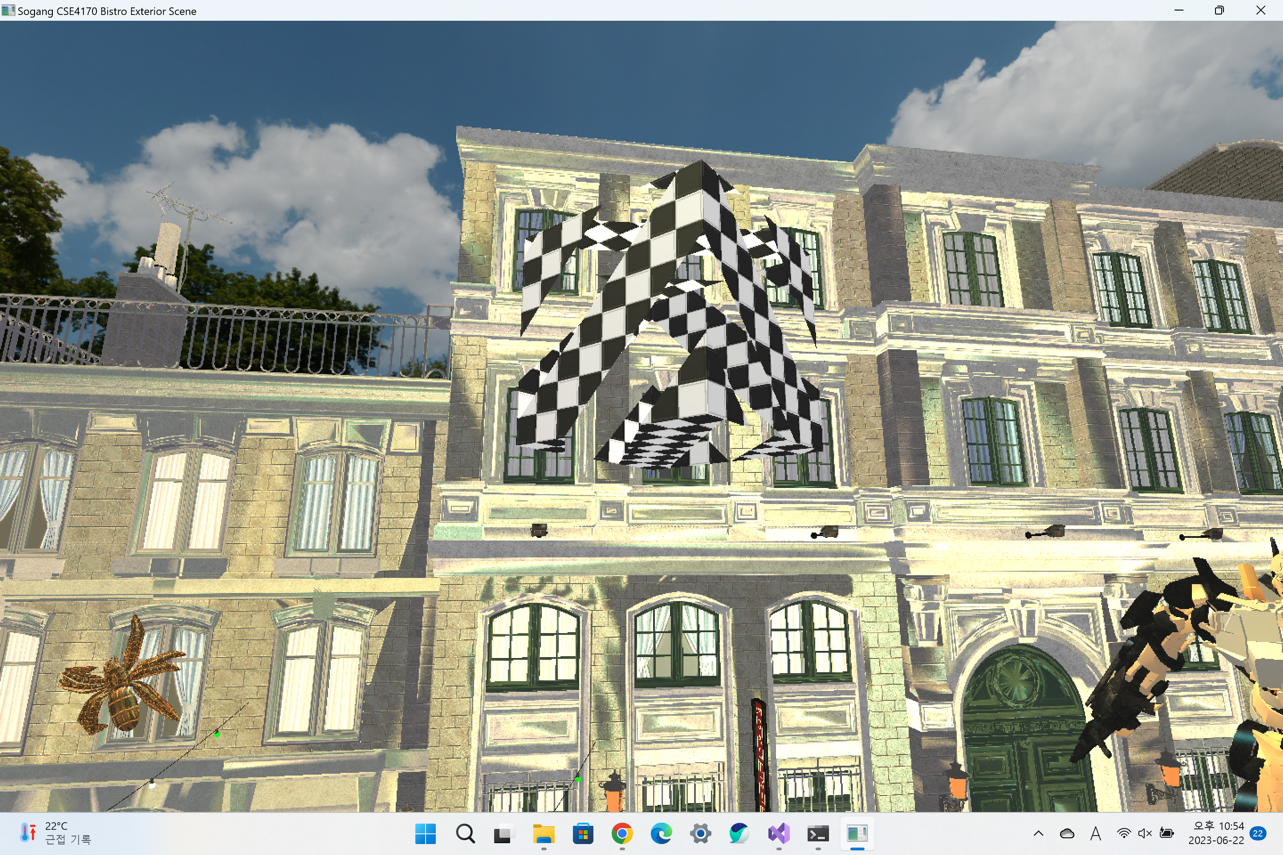 Sogang CSE4170 Bistro Exterior Scene
22°C
근접 기록
A
오후 10:54
2023-06-22
22